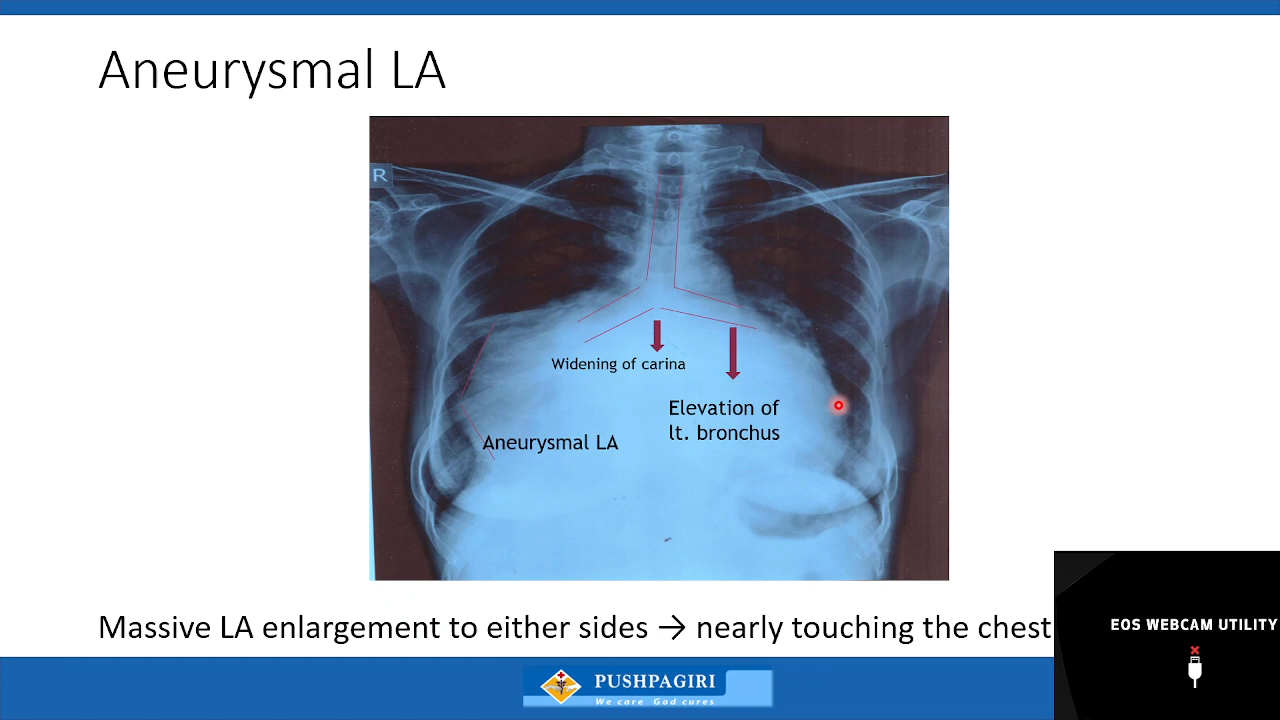 Aneurysmal LA
R
Widening of carina
Elevation of
lt. bronchus
Aneurysmal LA
Massive LA enlargement to either sides → nearly touching the chest
EOS WEBCAM UTILITY
PUSHPAGIRI
We care God cures